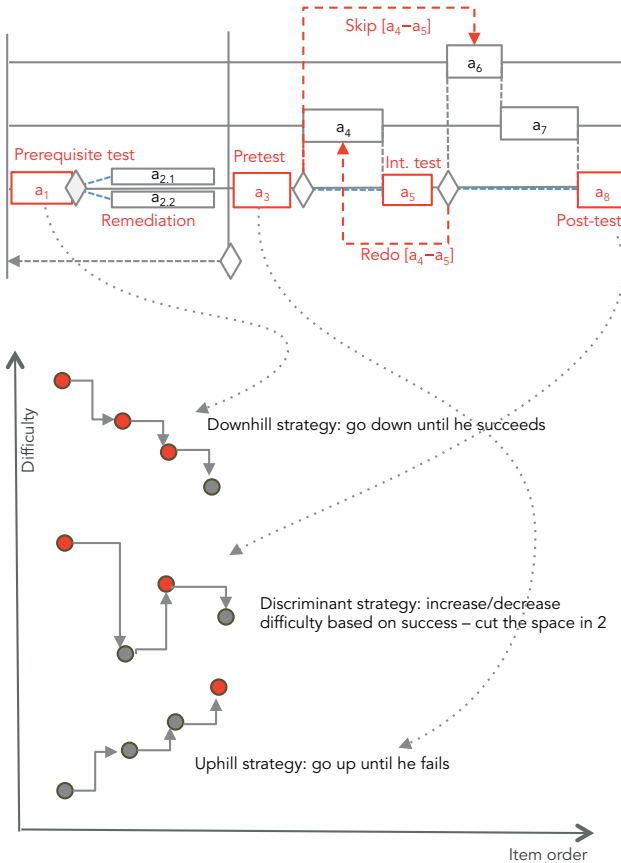 Skip [a4–a5]
a6
a4
a7
Prerequisite test
Pretest
Int. test
a1
a2.1
a2.2
a3
a5
a8
Remediation
Post-test
Redo [a4–a5]
Difficulty
Downhill strategy: go down until he succeeds
Discriminant strategy: increase/decrease
difficulty based on success – cut the space in 2
Uphill strategy: go up until he fails
Item order